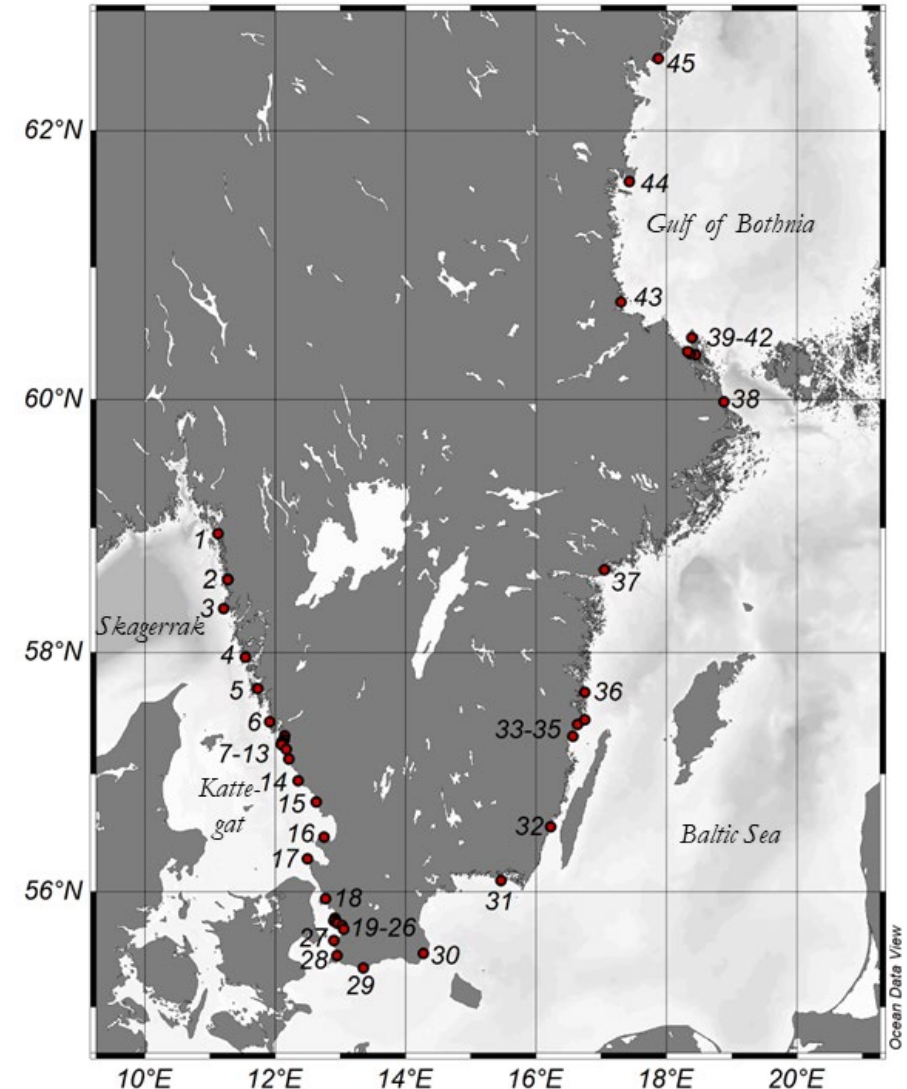 45
62°N
44
Gulf of Bothnia
43
39-42
60°N
38
1
2
37
3
Skagerrak
58°N
4
5
36
6
33-35
7-13
14
Katte-
gat
15
16
32
Baltic Sea
17
56°N
18
31
19-26
27
28
30
29
Ocean Data View
10°E
12°E
14°E
16°E
18°E
20°E